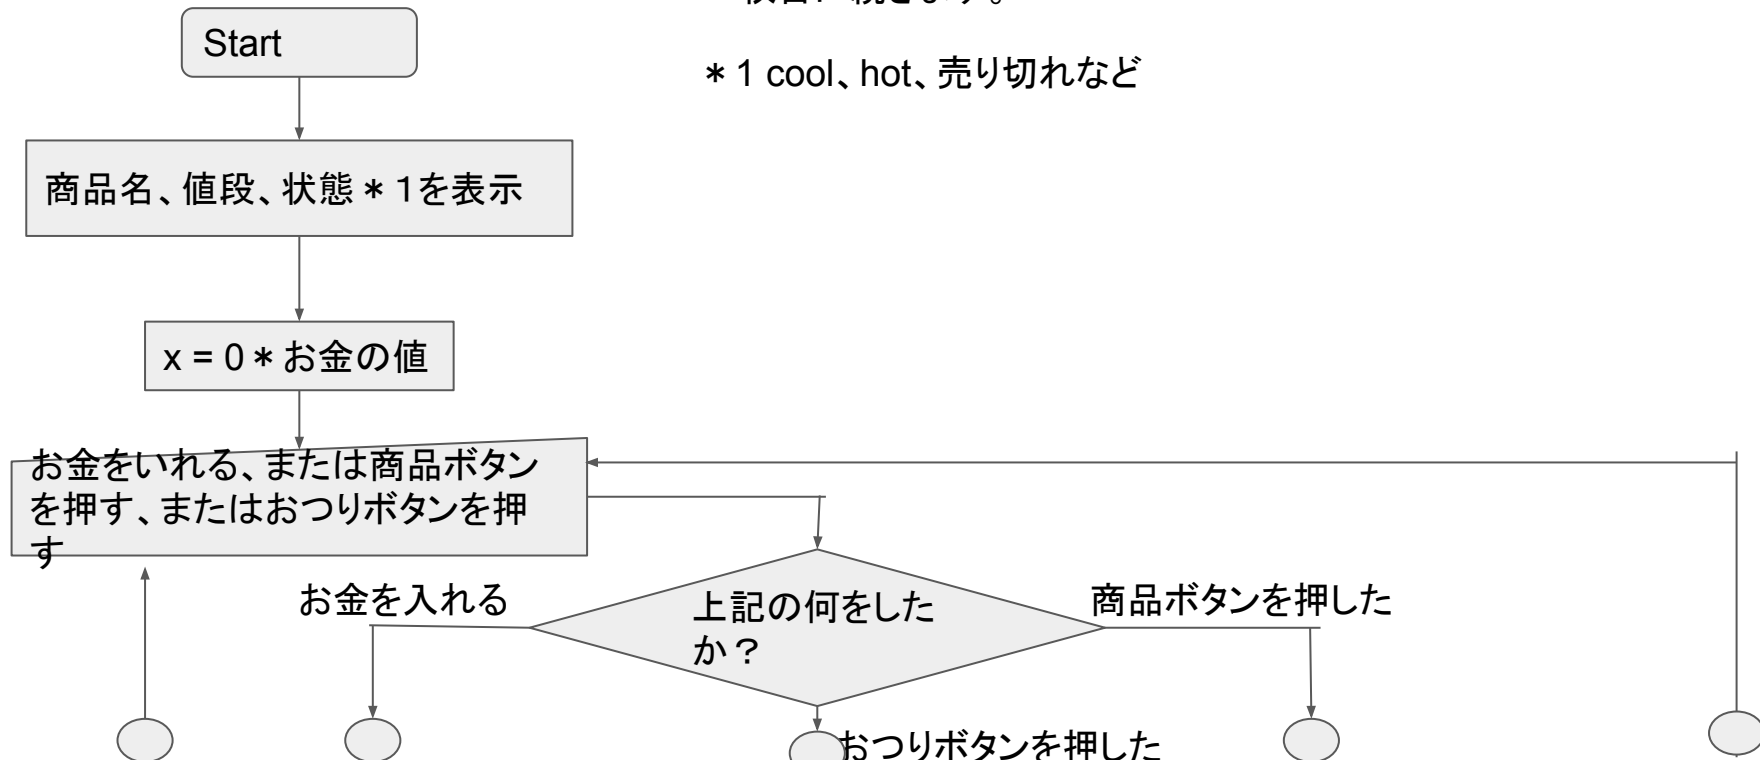 続きます。
Start
＊1 cool、hot、売り切れなど
商品名、値段、状態＊1を表示
x = 0＊お金の値
お金をいれる、または商品ボタン
を押す、またはおつりボタンを押
す
お金を入れる
上記の何をした
か？
商品ボタンを押した
おつりボタンを押した